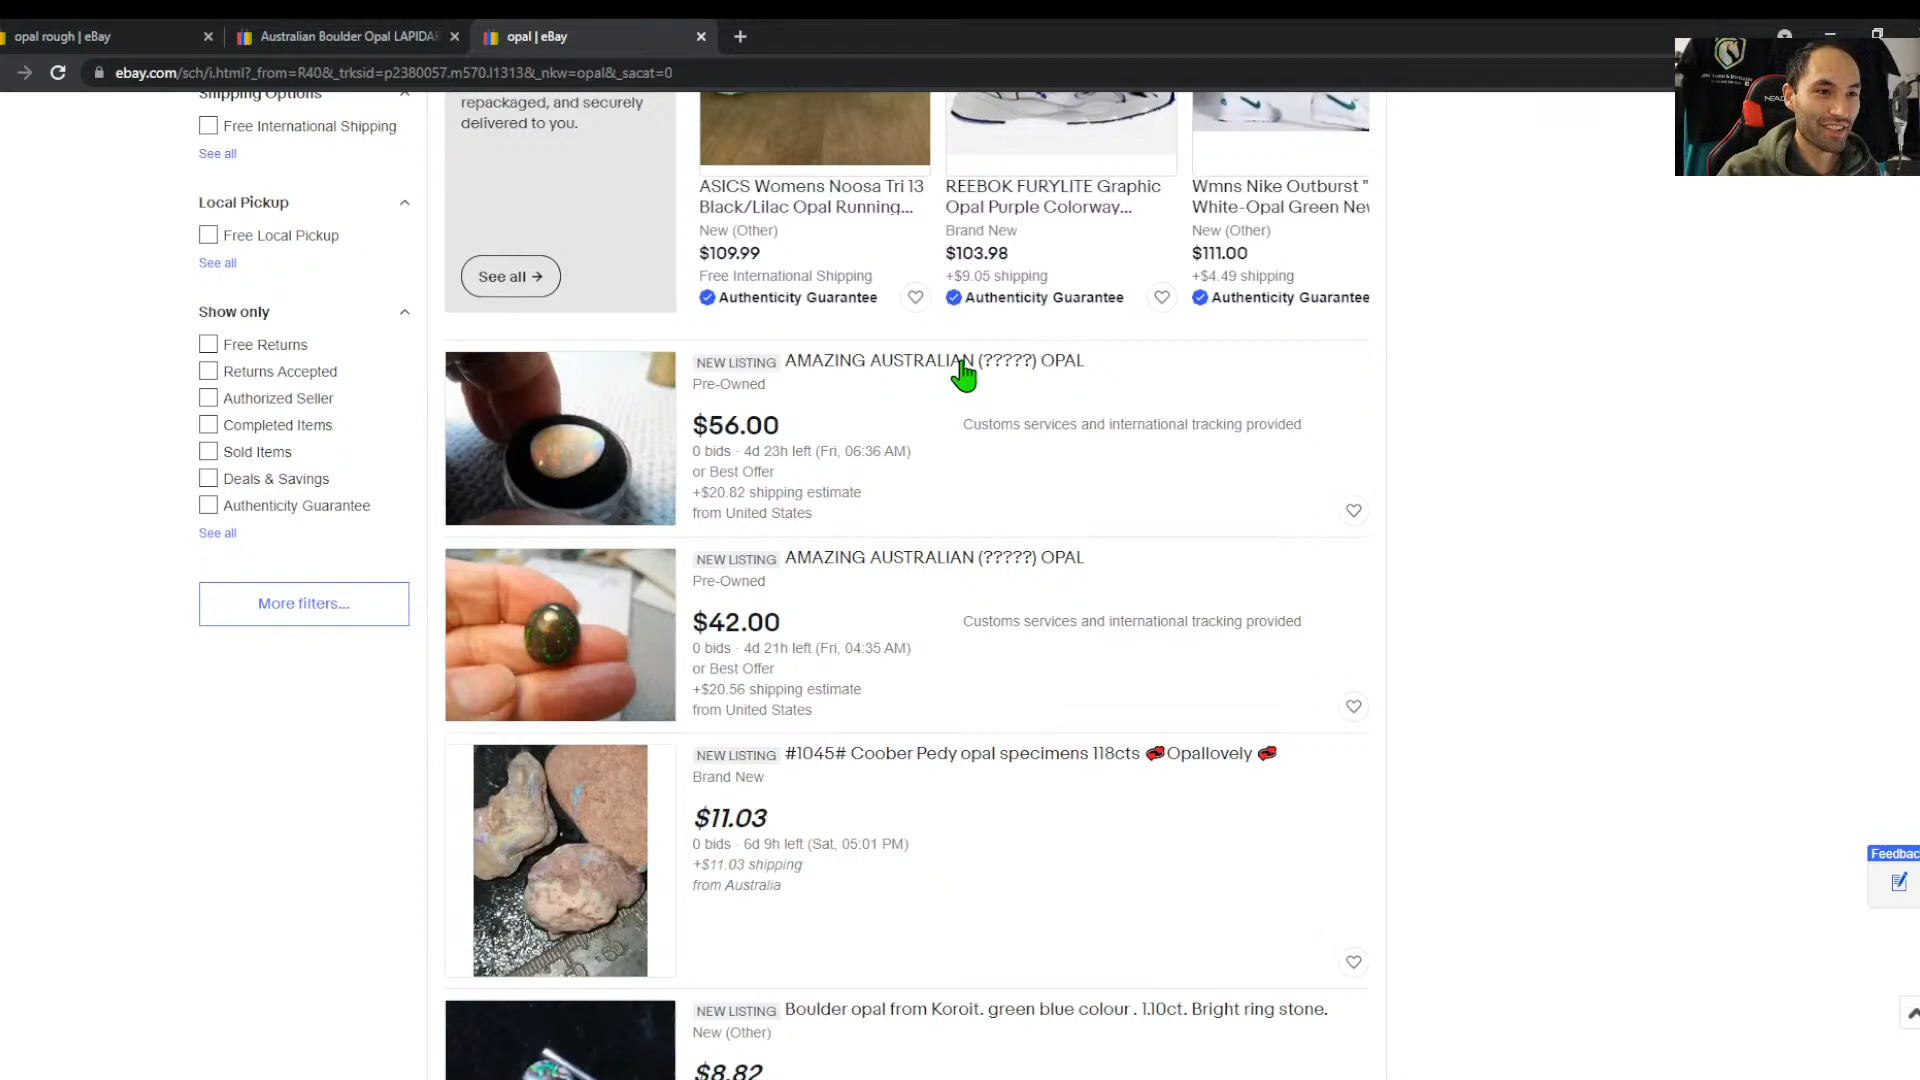 opal rough | eBay
Australian Boulder Opal LAPIDAR
opal | eBay
ebay.com/sch/i.html?_from=R40&_trksid=p2380057.m570.l1313&_nkw=opal&_sacat=0
Shipping Options
Free International Shipping
See all
Local Pickup
Free Local Pickup
See all
Show only
Free Returns
Returns Accepted
Authorized Seller
Completed Items
Sold Items
Deals & Savings
Authenticity Guarantee
See all
More filters...
repackaged, and securely
delivered to you.
See all →
ASICS Womens Noosa Tri 13
Black/Lilac Opal Running...
New (Other)
$109.99
Free International Shipping
Authenticity Guarantee
REEBOK FURYLITE Graphic
Opal Purple Colorway...
Brand New
$103.98
+$9.05 shipping
Authenticity Guarantee
Wmns Nike Outburst "
White-Opal Green Nev
New (Other)
$111.00
+$4.49 shipping
Authenticity Guarantee
NEW LISTING AMAZING AUSTRALIAN (?????) OPAL
Pre-Owned
$56.00
Customs services and international tracking provided
0 bids · 4d 23h left (Fri, 06:36 AM)
or Best Offer
+$20.82 shipping estimate
from United States
NEW LISTING AMAZING AUSTRALIAN (?????) OPAL
Pre-Owned
$42.00
Customs services and international tracking provided
0 bids · 4d 21h left (Fri, 04:35 AM)
or Best Offer
+$20.56 shipping estimate
from United States
NEW LISTING #1045# Coober Pedy opal specimens 118cts 💋Opallovely 💋
Brand New
$11.03
0 bids · 6d 9h left (Sat, 05:01 PM)
+$11.03 shipping
from Australia
NEW LISTING Boulder opal from Koroit. green blue colour . 1.10ct. Bright ring stone.
New (Other)
$8.82
Feedbac